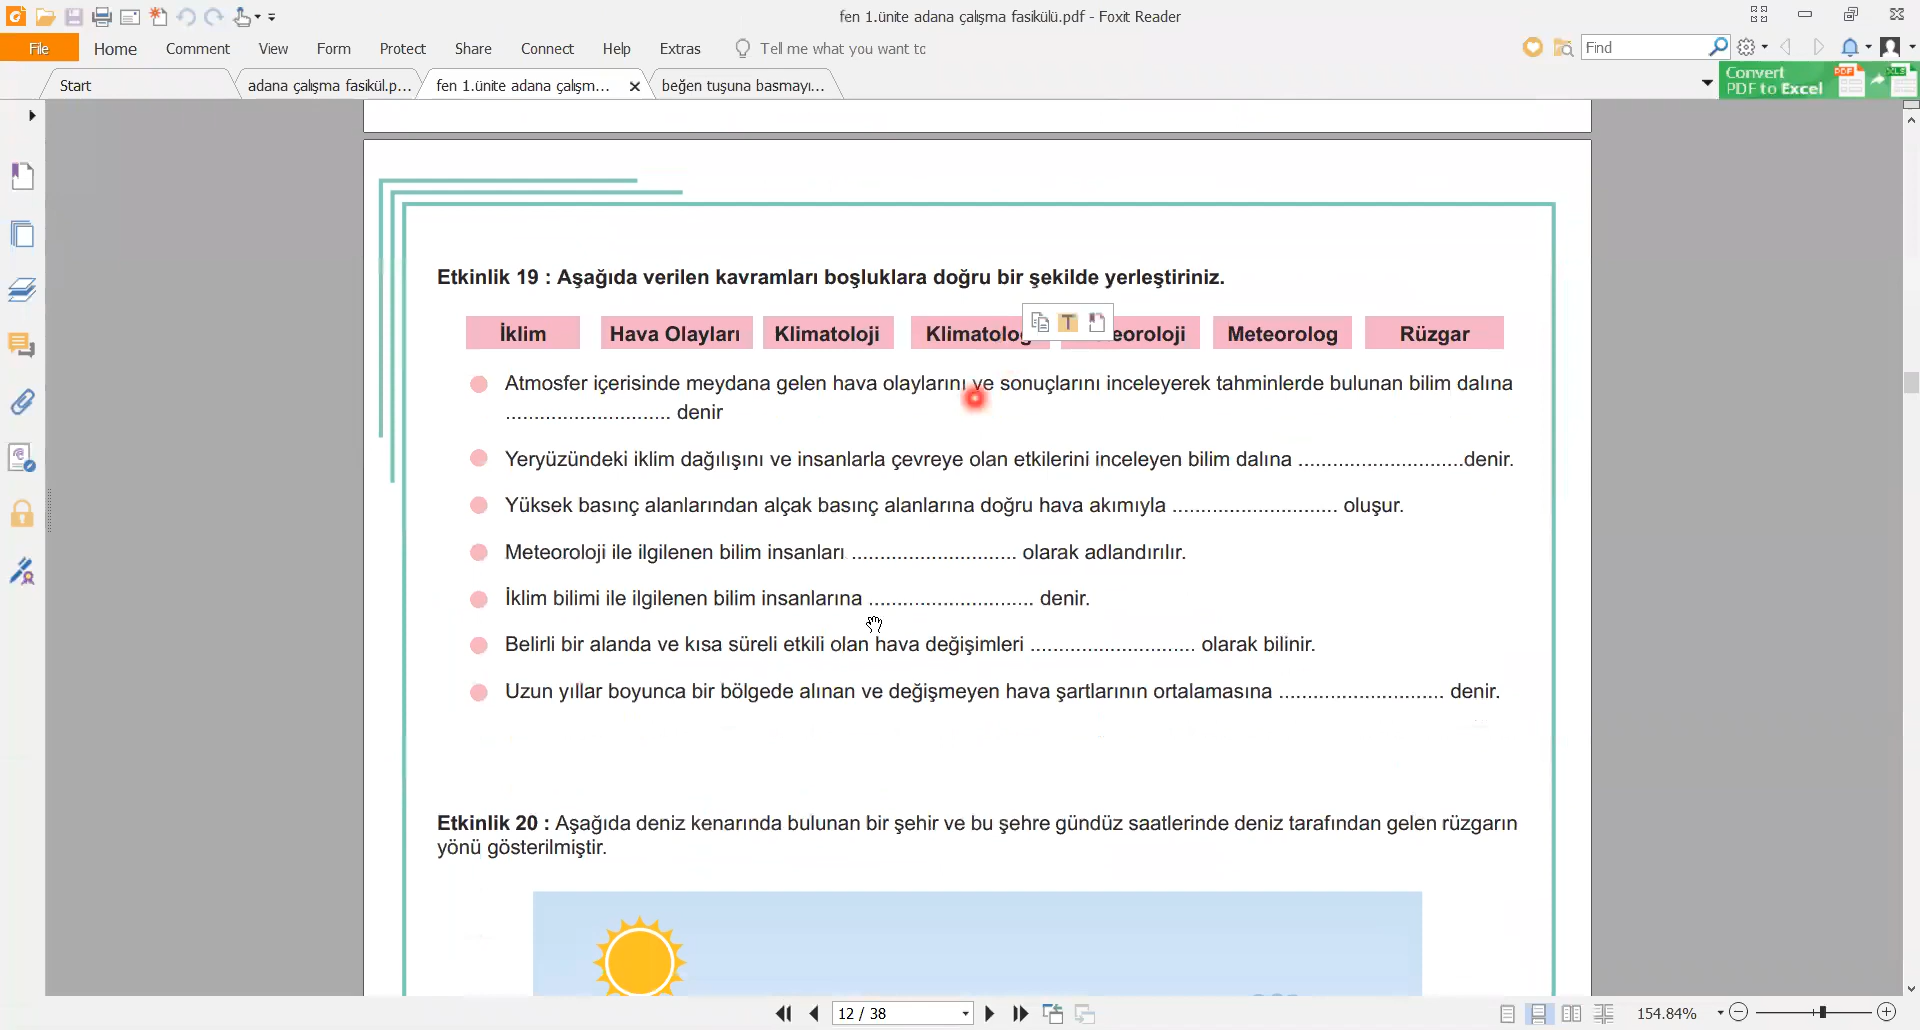 fen 1.ünite adana çalışma fasikülü.pdf - Foxit Reader
File Home Comment View Form Protect Share Connect Help Extras Tell me what you want to Find
Start adana çalışma fasikül.p... fen 1.ünite adana çalışm... beğen tuşuna basmayı...
Convert
PDF to Excel
Etkinlik 19 : Aşağıda verilen kavramları boşluklara doğru bir şekilde yerleştiriniz.
İklim Hava Olayları Klimatoloji Klimatolog eoroloji Meteorolog Rüzgar
Atmosfer içerisinde meydana gelen hava olaylarını ve sonuçlarını inceleyerek tahminlerde bulunan bilim dalına
............................. denir
Yeryüzündeki iklim dağılışını ve insanlarla çevreye olan etkilerini inceleyen bilim dalına .............................denir.
Yüksek basınç alanlarından alçak basınç alanlarına doğru hava akımıyla ............................. oluşur.
Meteoroloji ile ilgilenen bilim insanları ............................. olarak adlandırılır.
İklim bilimi ile ilgilenen bilim insanlarına ............................. denir.
Belirli bir alanda ve kısa süreli etkili olan hava değişimleri ............................. olarak bilinir.
Uzun yıllar boyunca bir bölgede alınan ve değişmeyen hava şartlarının ortalamasına ............................. denir.
Etkinlik 20 : Aşağıda deniz kenarında bulunan bir şehir ve bu şehre gündüz saatlerinde deniz tarafından gelen rüzgarın
yönü gösterilmiştir.
12 / 38 154.84%